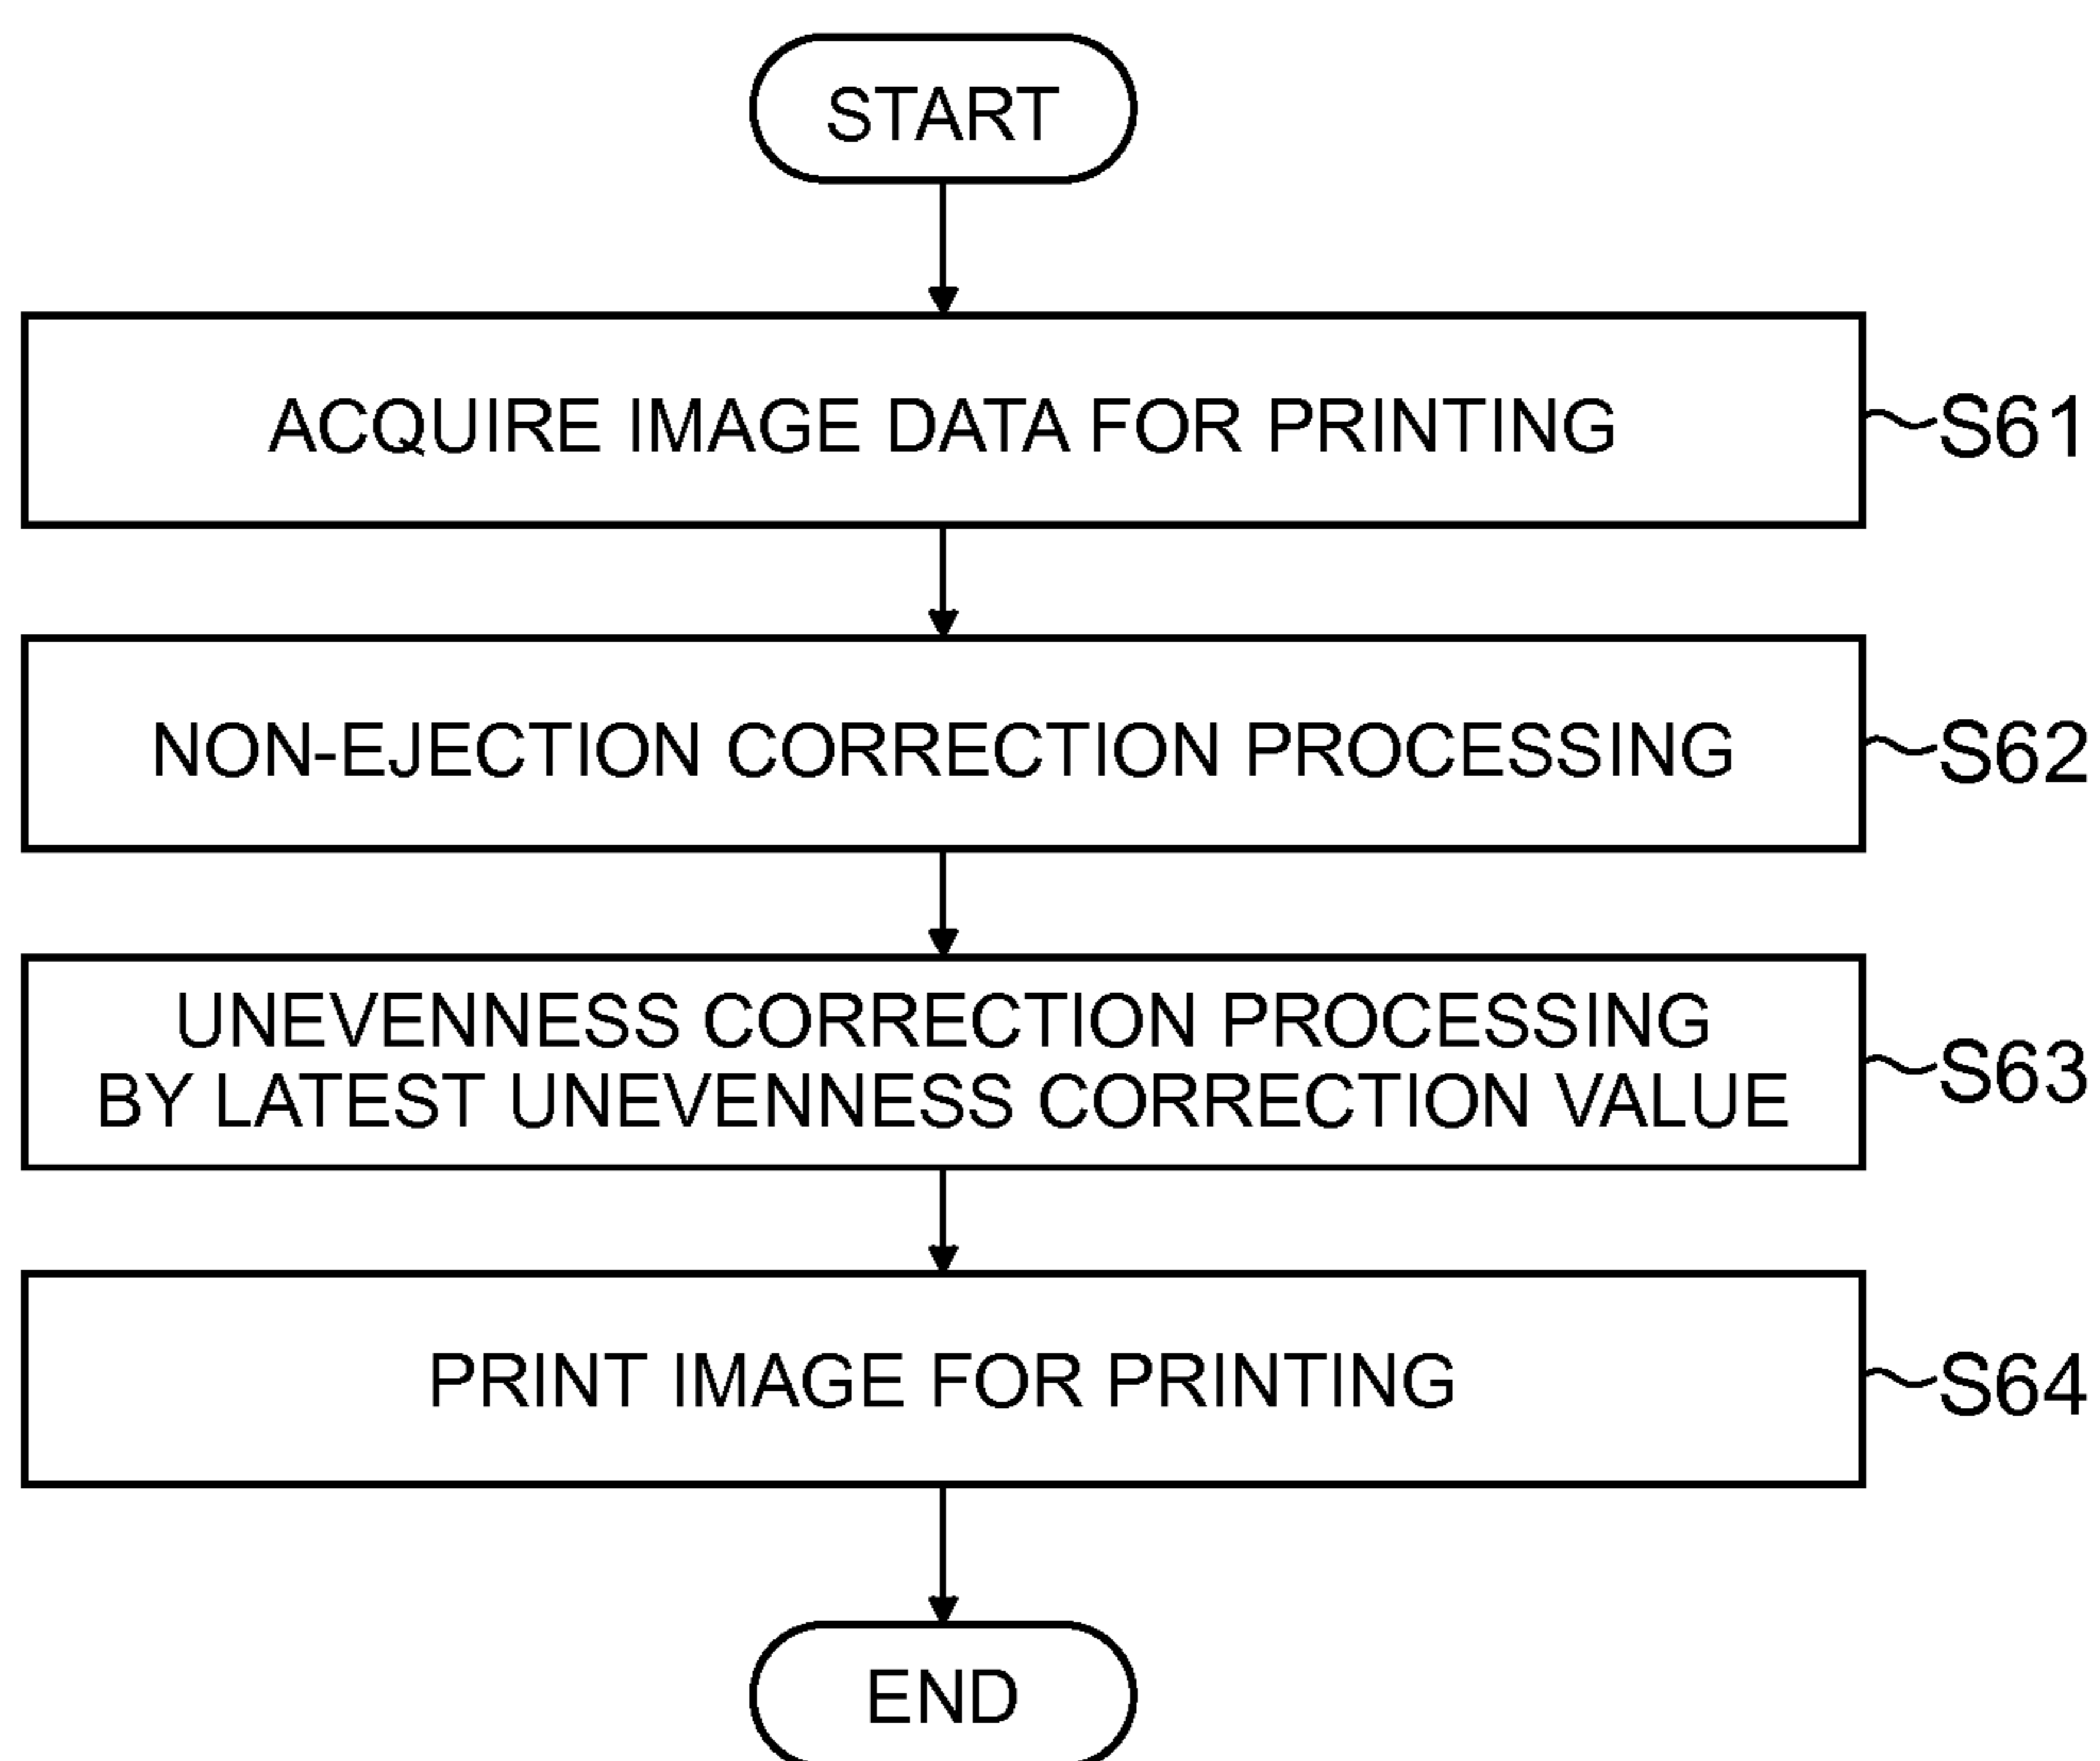 START
ACQUIRE IMAGE DATA FOR PRINTING
S61
NON-EJECTION CORRECTION PROCESSING
S62
UNEVENNESS CORRECTION PROCESSING
BY LATEST UNEVENNESS CORRECTION VALUE
S63
PRINT IMAGE FOR PRINTING
S64
END